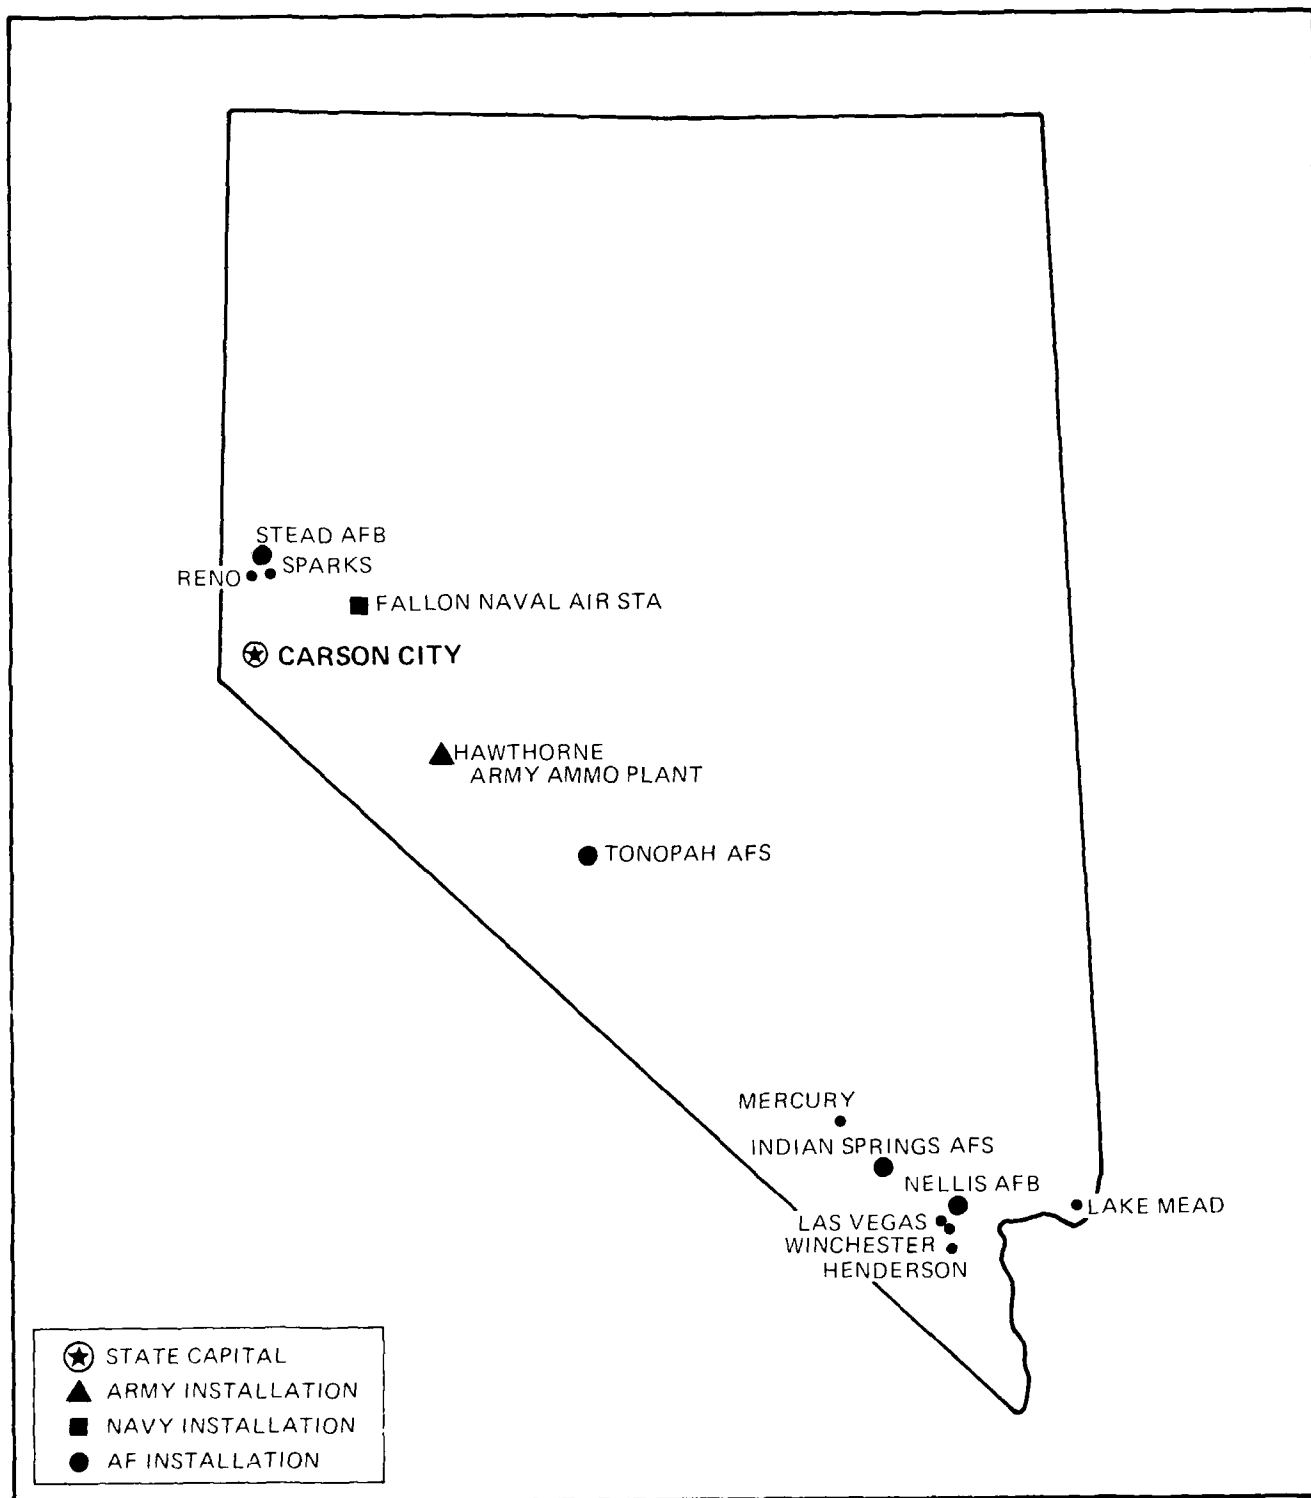 STEAD AFB
SPARKS
RENO
FALLON NAVAL AIR STA
CARSON CITY
HAWTHORNE
ARMY AMMO PLANT
TONOPAH AFS
MERCURY
INDIAN SPRINGS AFS
NELLIS AFB
LAKE MEAD
LAS VEGAS
WINCHESTER
HENDERSON
STATE CAPITAL
ARMY INSTALLATION
NAVY INSTALLATION
AF INSTALLATION